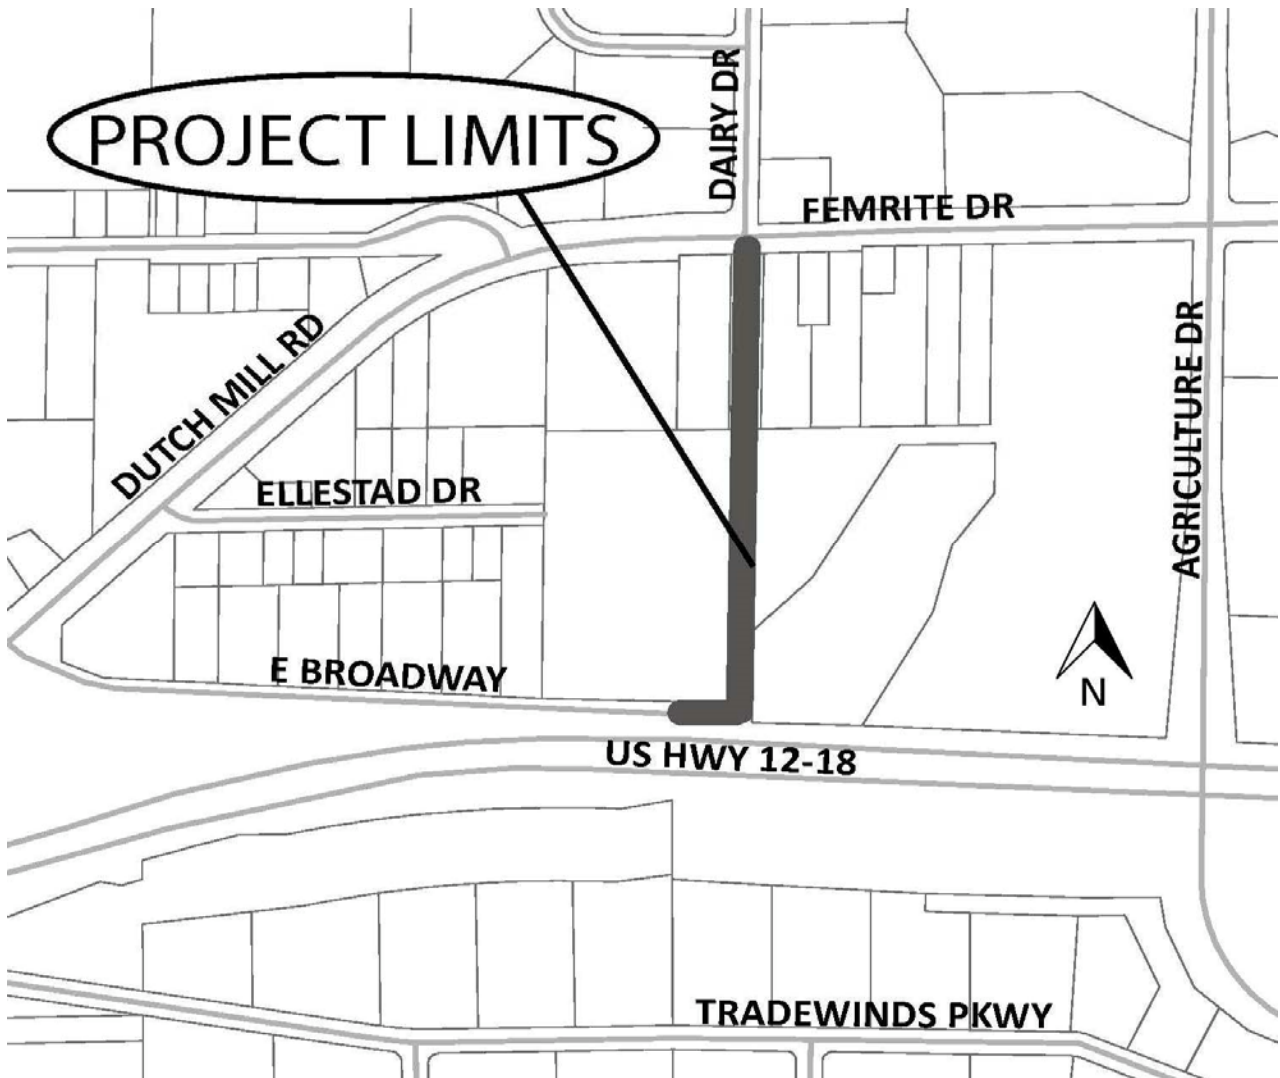 DAIRY DR
PROJECT LIMITS
FEMRITE DR
DUTCH MILL RD
AGRICULTURE DR
ELLESTAD DR
E BROADWAY
N
US HWY 12-18
TRADEWINDS PKWY